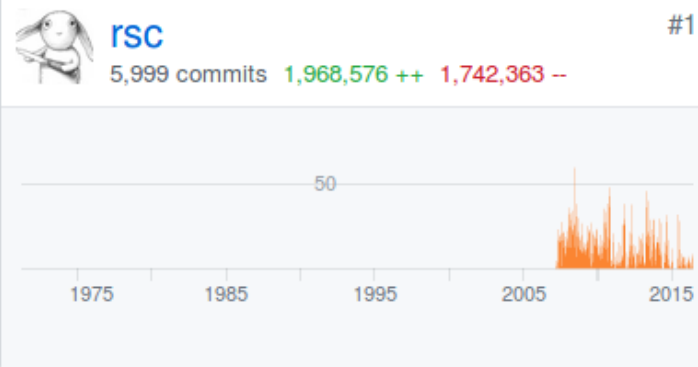 rsc #1
5,999 commits 1,968,576 ++ 1,742,363 --
50
1975 1985 1995 2005 2015